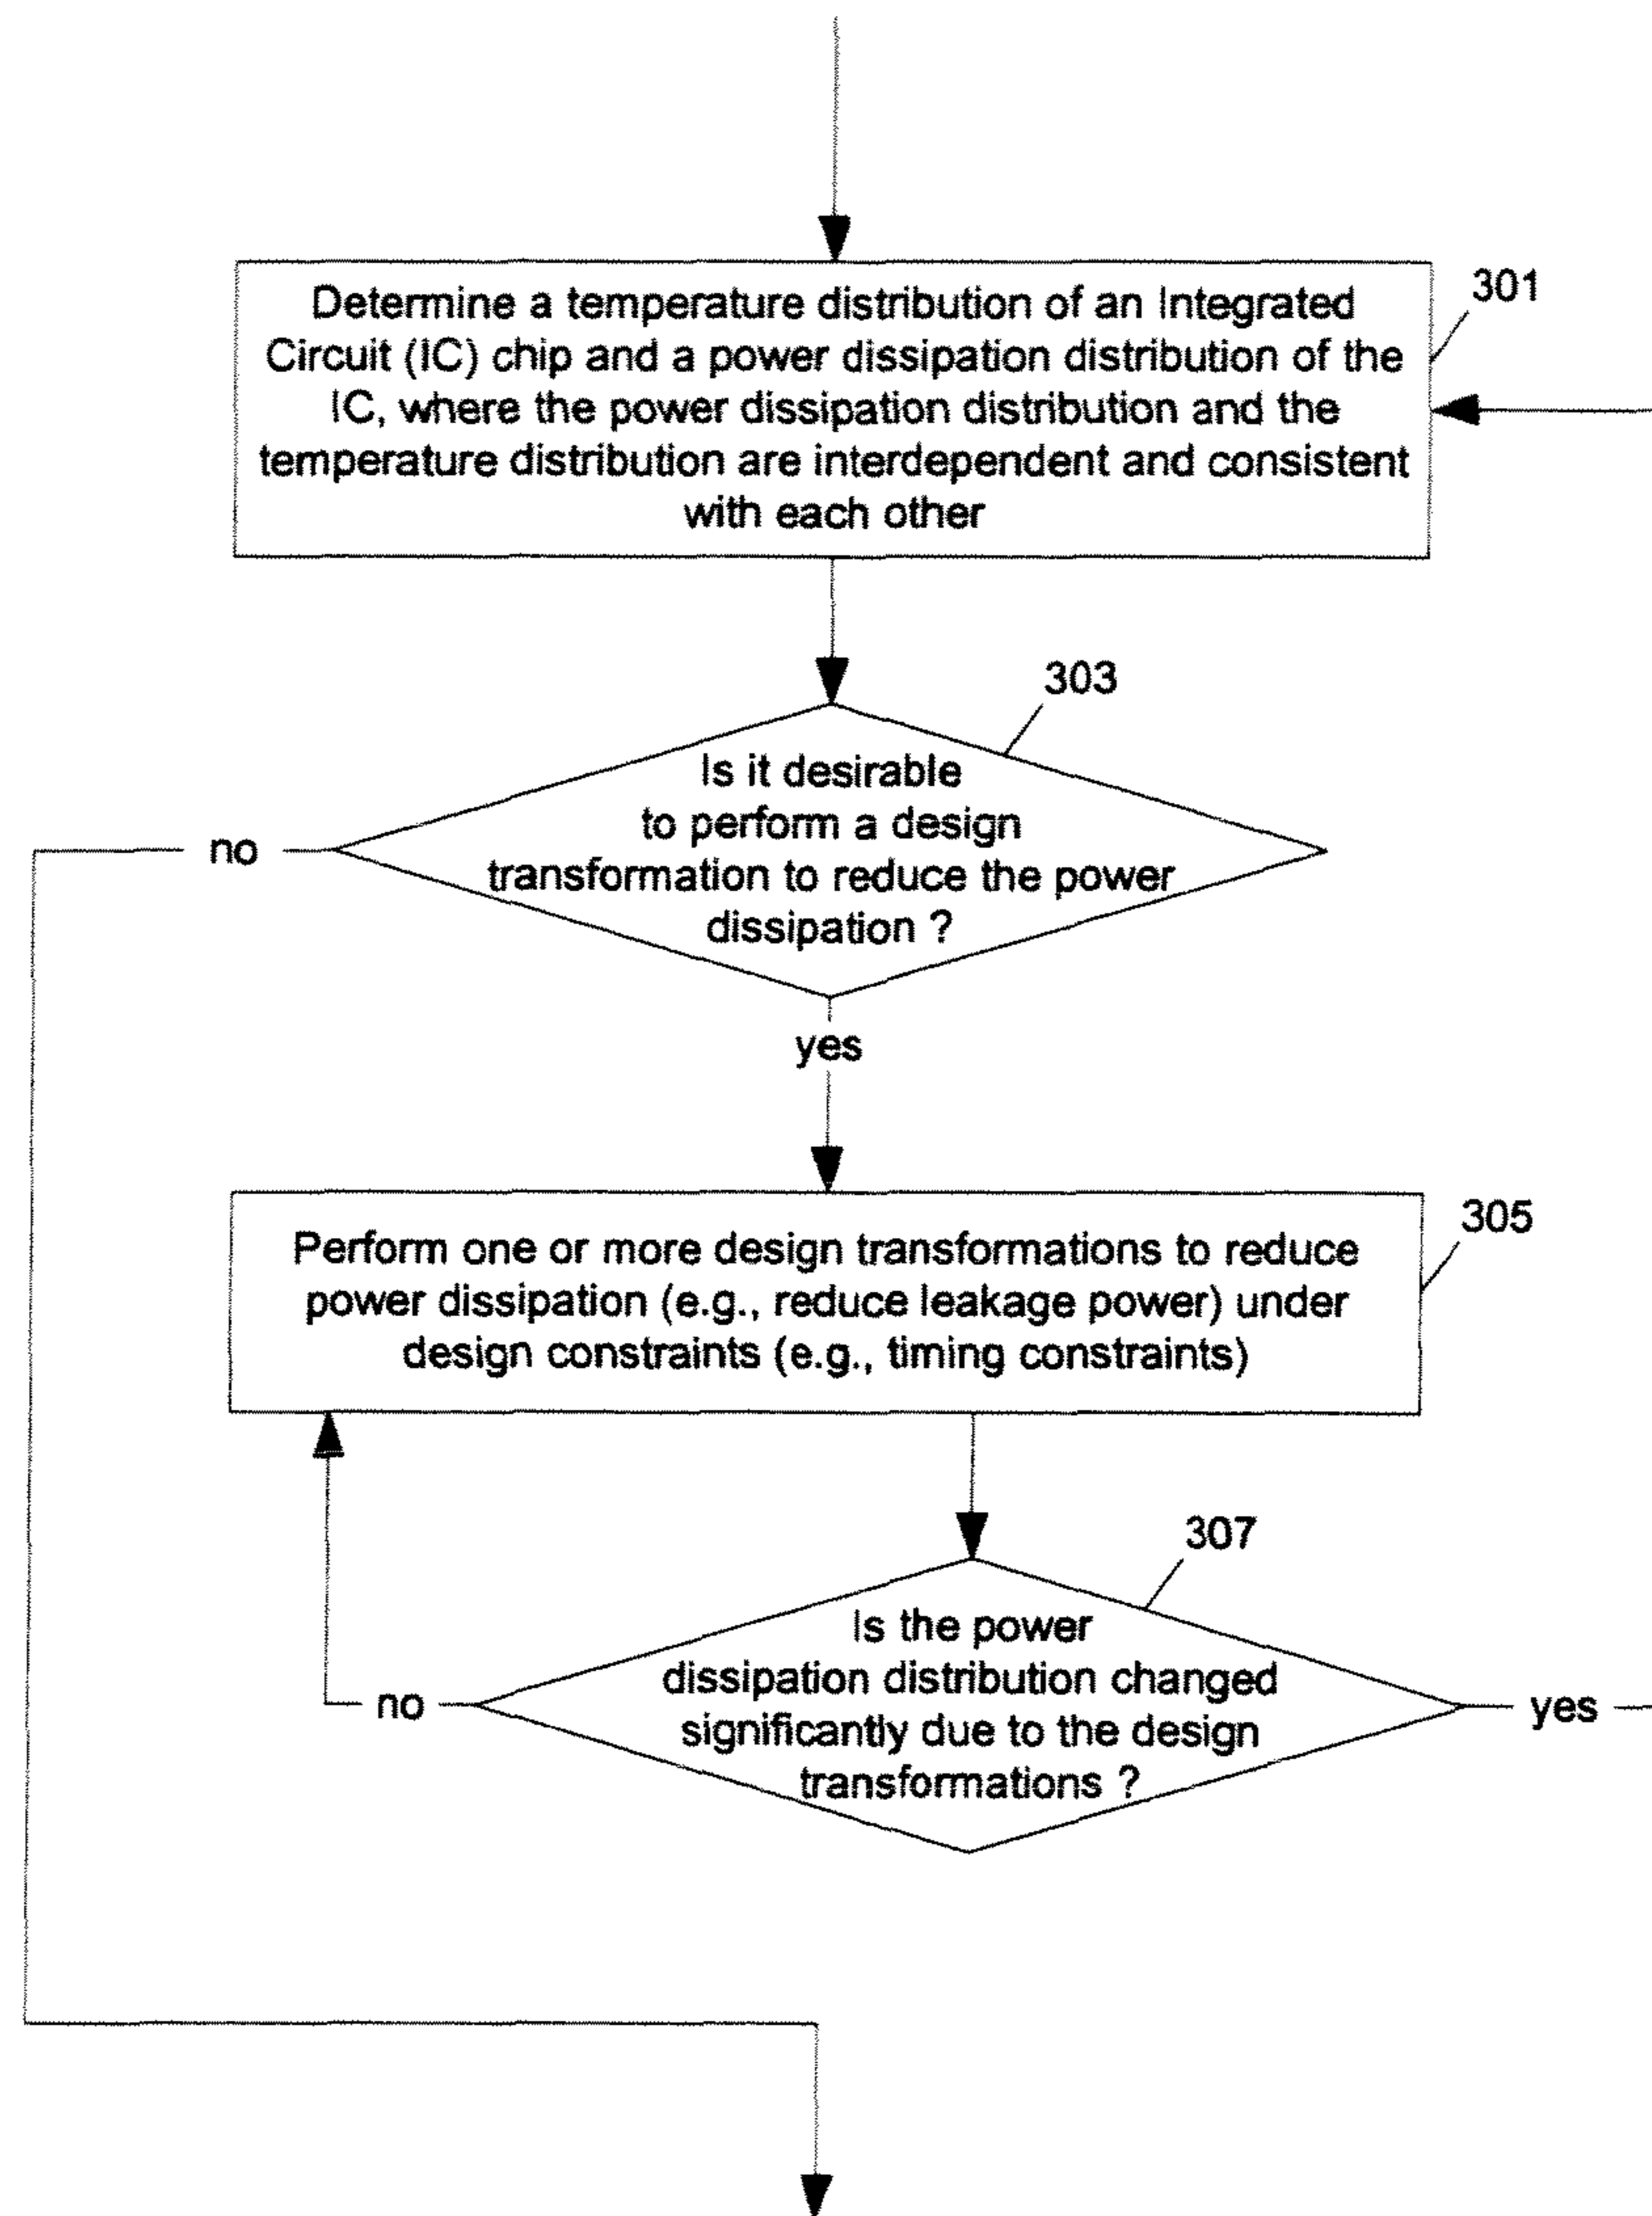 Determine a temperature distribution of an Integrated
Circuit (IC) chip and a power dissipation distribution of the
IC, where the power dissipation distribution and the
temperature distribution are interdependent and consistent
with each other
301
303
Is it desirable
to perform a design
transformation to reduce the power
dissipation ?
no
yes
305
Perform one or more design transformations to reduce
power dissipation (e.g., reduce leakage power) under
design constraints (e.g., timing constraints)
307
Is the power
dissipation distribution changed
significantly due to the design
transformations ?
no
yes